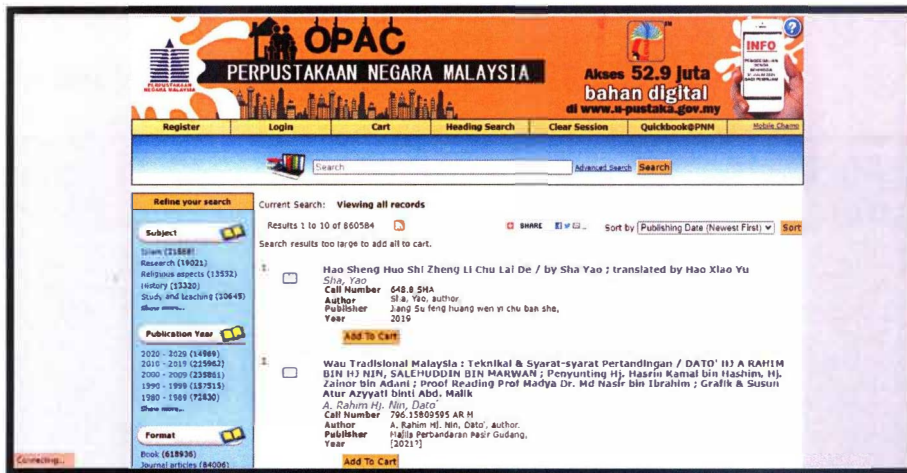 OPAC
PERPUSTAKAAN NEGARA MALAYSIA
PERPUSTAKAAN
NEGARA MALAYSIA
Akses 52.9 juta
bahan digital
di www.u-pustaka.gov.my
INFO
?
Register Login Cart Heading Search Clear Session Quickbook@PNM Mobile Chamo
Search Advanced Search Search
Refine your search
Current Search: Viewing all records
Results 1 to 10 of 860584 SHARE Sort by Publishing Date (Newest First) Sort
Search results too large to add all to cart.
Subject
Islam
Research (19021)
Religious aspects (13532)
History (13320)
Study and teaching (10645)
Show more...
Publication Year
2020 - 2029 (14989)
2010 - 2019 (225962)
2000 - 2009 (235861)
1990 - 1999 (157515)
1980 - 1989 (72830)
Show more...
Format
Book (618936)
Journal articles (84006)
1.
Hao Sheng Huo Shi Zheng Li Chu Lai De / by Sha Yao ; translated by Hao Xiao Yu
Sha, Yao
Call Number 648.8 SHA
Author Sha, Yao, author.
Publisher Jiang Su feng huang wen yi chu ban she,
Year 2019
Add To Cart
2.
Wau Tradisional Malaysia : Teknikal & Syarat-syarat Pertandingan / DATO' HJ A RAHIM
BIN HJ NIN, SALEHUDDIN BIN MARWAN ; Penyunting Hj. Hasrin Kamal bin Hashim, Hj.
Zainor bin Adani ; Proof Reading Prof Madya Dr. Md Nasir bin Ibrahim ; Grafik & Susun
Atur Azyyati binti Abd. Malik
A. Rahim Hj. Nin, Dato'
Call Number 796.15809595 AR M
Author A. Rahim Hj. Nin, Dato', author.
Publisher Majlis Perbandaran Pasir Gudang,
Year [2021?]
Add To Cart
Connecting...